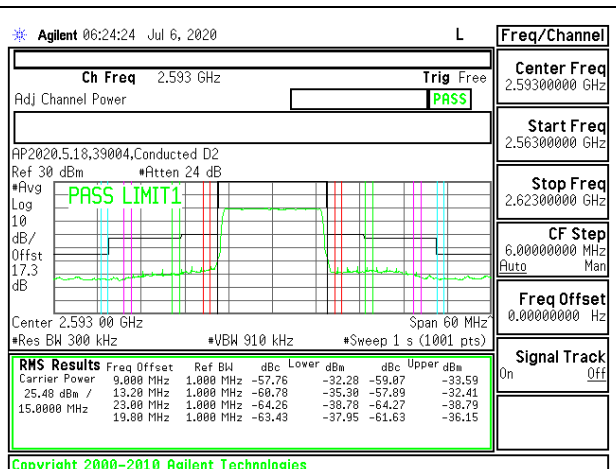 Agilent 06:24:24 Jul 6, 2020 L Freq/Channel
Ch Freq 2.593 GHz Trig Free
Adj Channel Power PASS
Center Freq
2.59300000 GHz
Start Freq
2.56300000 GHz
AP2020.5.18,39004,Conducted D2
Ref 30 dBm #Atten 24 dB
#Avg
Log
10
dB/
Offst
17.3
dB
PASS LIMIT1
Stop Freq
2.62300000 GHz
CF Step
6.00000000 MHz
Auto Man
Freq Offset
0.00000000 Hz
Center 2.593 00 GHz Span 60 MHz
#Res BW 300 kHz #VBW 910 kHz #Sweep 1 s (1001 pts)
Signal Track
On Off
RMS Results Freq Offset Ref BW dBc Lower dBm dBc Upper dBm
Carrier Power 9.000 MHz 1.000 MHz -57.76 -32.28 -59.07 -33.59
25.48 dBm / 13.20 MHz 1.000 MHz -60.78 -35.30 -57.89 -32.41
15.0000 MHz 23.00 MHz 1.000 MHz -64.26 -38.78 -64.27 -38.79
19.80 MHz 1.000 MHz -63.43 -37.95 -61.63 -36.15
Copyright 2000-2010 Agilent Technologies